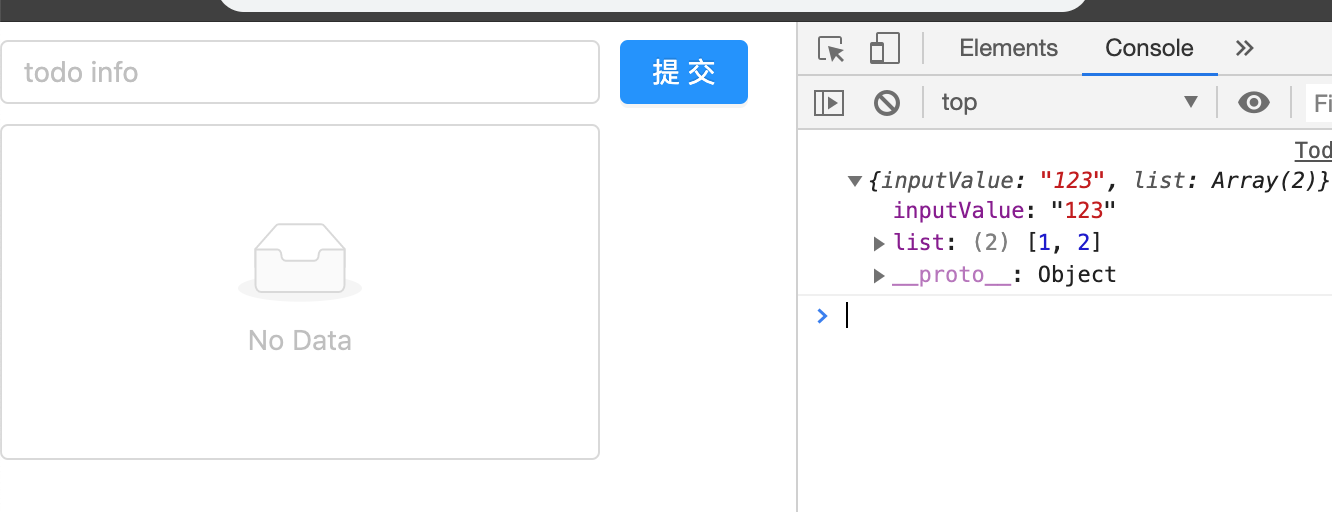 todo info
提 交
No Data
Elements
Console
top
Fi
Tod
{inputValue: "123", list: Array(2)}
inputValue: "123"
list: (2) [1, 2]
__proto__: Object